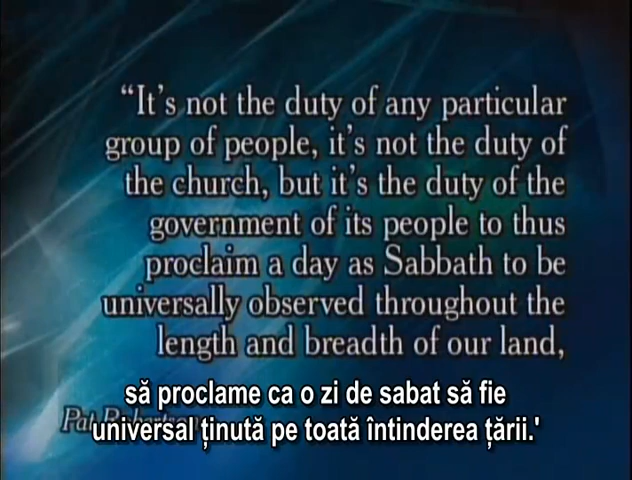 “It’s not the duty of any particular
group of people, it’s not the duty of
the church, but it’s the duty of the
government of its people to thus
proclaim a day as Sabbath to be
universally observed throughout the
length and breadth of our land,
să proclame ca o zi de sabat să fie
Pat
universal ţinută pe toată întinderea ţării.'